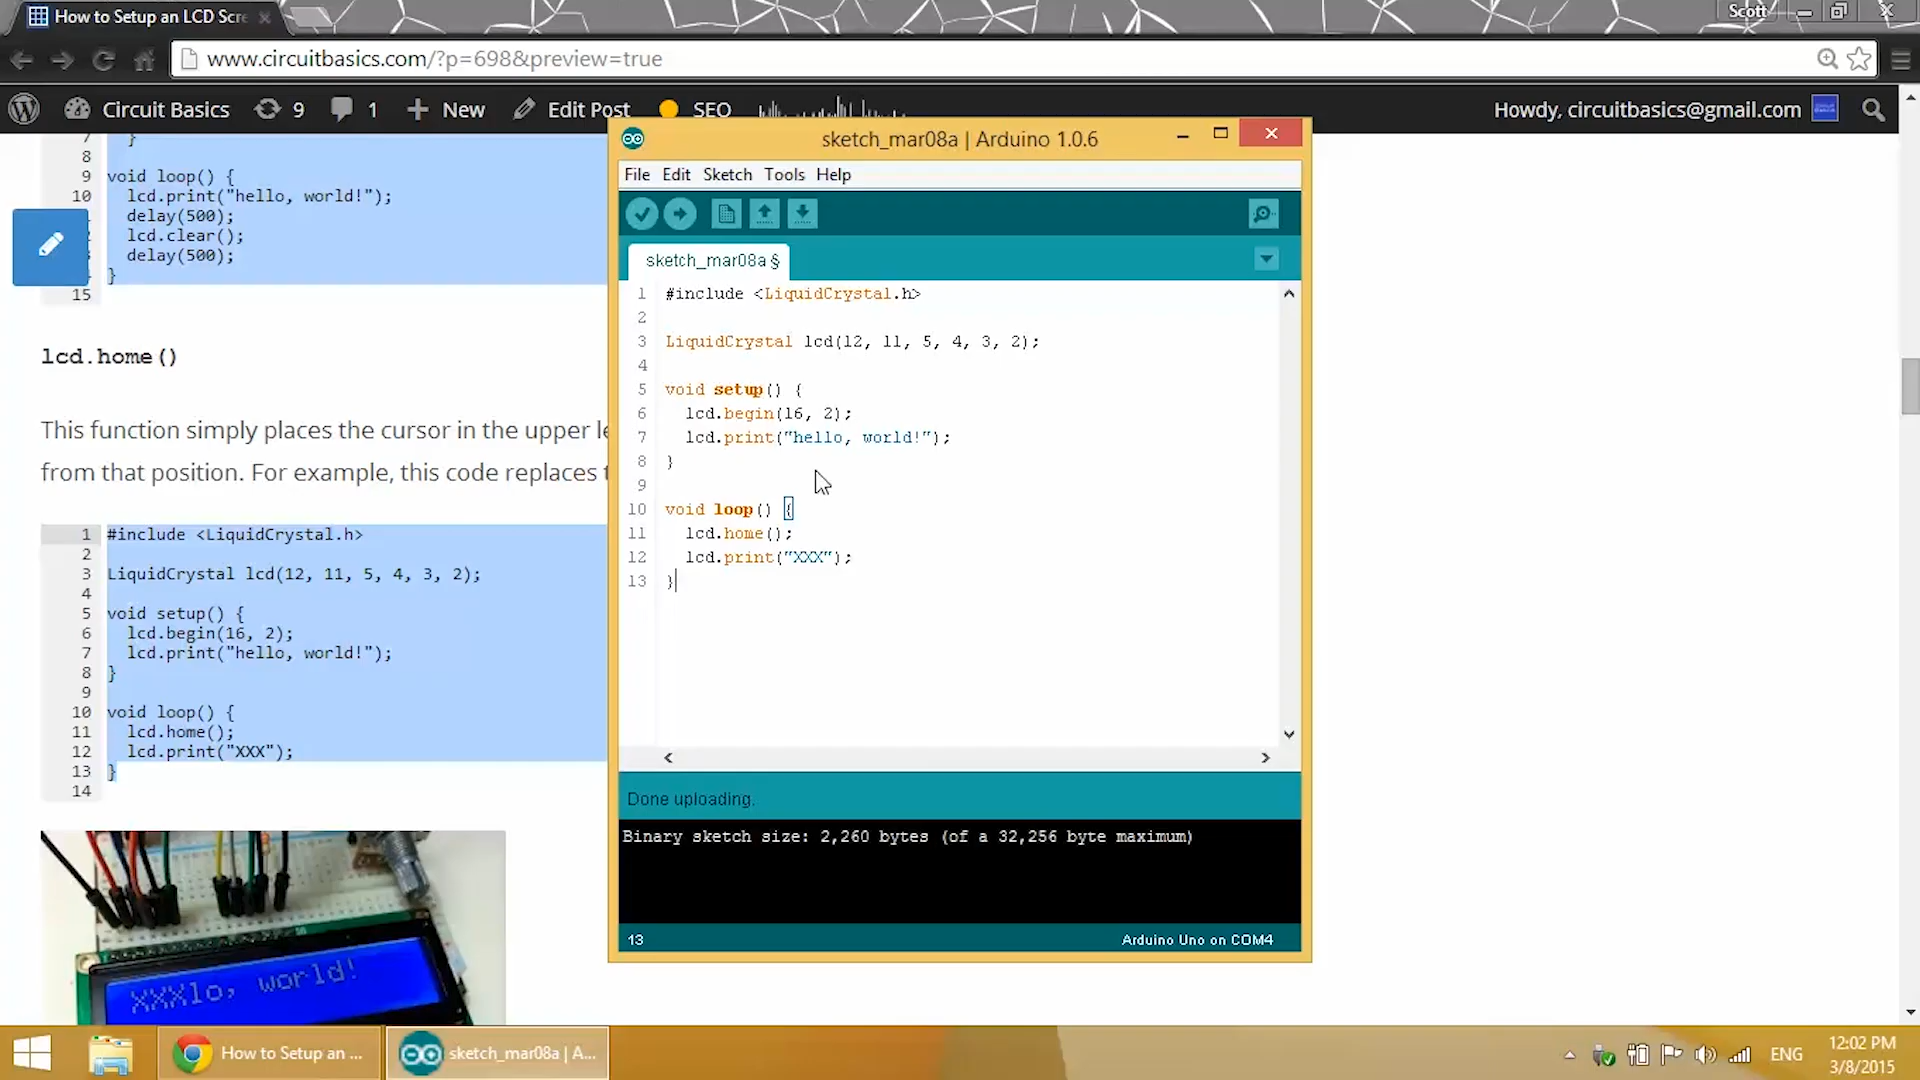 How to Setup an LCD Scre
Scott
www.circuitbasics.com/?p=698&preview=true
Circuit Basics 9 1 New Edit Post SEO
Howdy, circuitbasics@gmail.com
7 }
8
9 void loop() {
10 lcd.print("hello, world!");
delay(500);
lcd.clear();
delay(500);
}
15
lcd.home()
This function simply places the cursor in the upper le
from that position. For example, this code replaces t
1 #include <LiquidCrystal.h>
2
3 LiquidCrystal lcd(12, 11, 5, 4, 3, 2);
4
5 void setup() {
6 lcd.begin(16, 2);
7 lcd.print("hello, world!");
8 }
9
10 void loop() {
11 lcd.home();
12 lcd.print("XXX");
13 }
14
XXXlo, world!
sketch_mar08a | Arduino 1.0.6
File Edit Sketch Tools Help
sketch_mar08a §
1 #include <LiquidCrystal.h>
2
3 LiquidCrystal lcd(12, 11, 5, 4, 3, 2);
4
5 void setup() {
6 lcd.begin(16, 2);
7 lcd.print("hello, world!");
8 }
9
10 void loop() {
11 lcd.home();
12 lcd.print("XXX");
13 }
Done uploading.
Binary sketch size: 2,260 bytes (of a 32,256 byte maximum)
13
Arduino Uno on COM4
How to Setup an ...
sketch_mar08a | A...
ENG
12:02 PM
3/8/2015